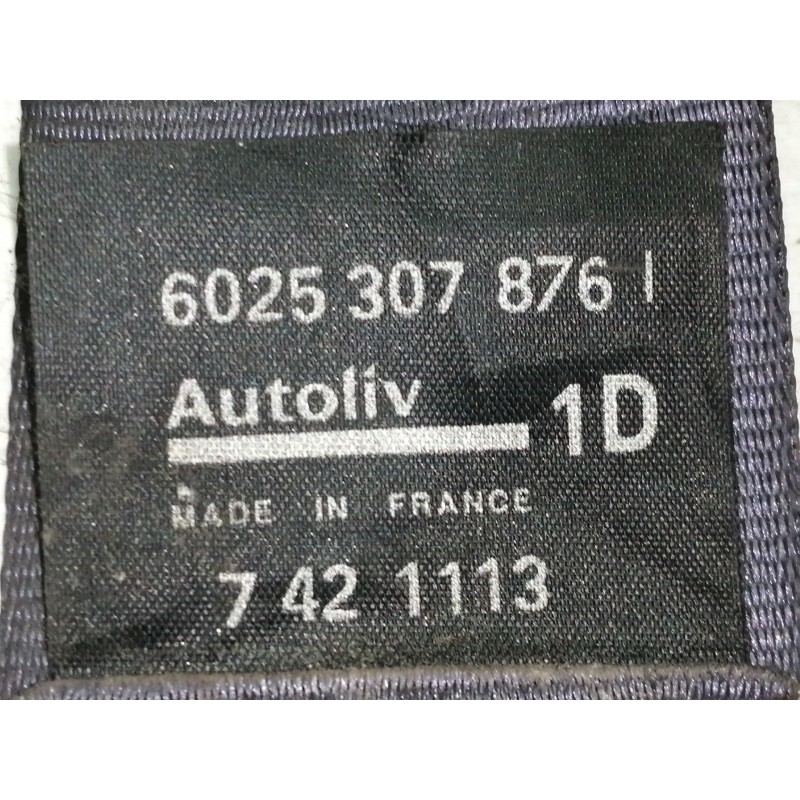 6025 307 876 I
Autoliv 1D
MADE IN FRANCE
7 42 1113